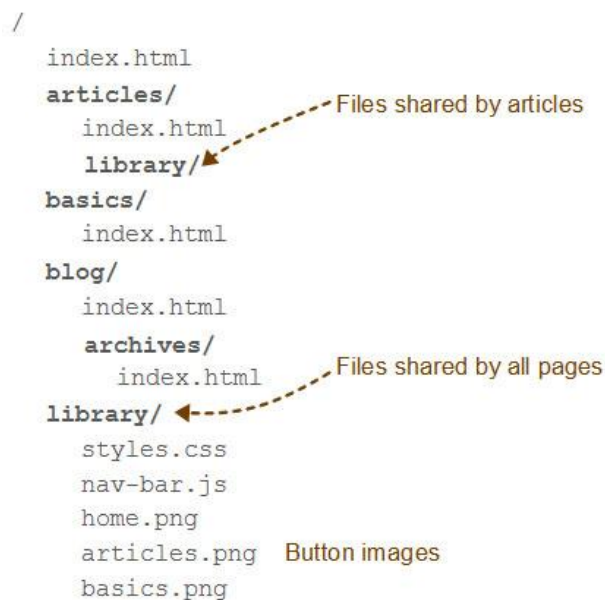 /
index.html
articles/
Files shared by articles
index.html
library/
basics/
index.html
blog/
index.html
archives/
index.html
Files shared by all pages
library/
styles.css
nav-bar.js
home.png
articles.png Button images
basics.png